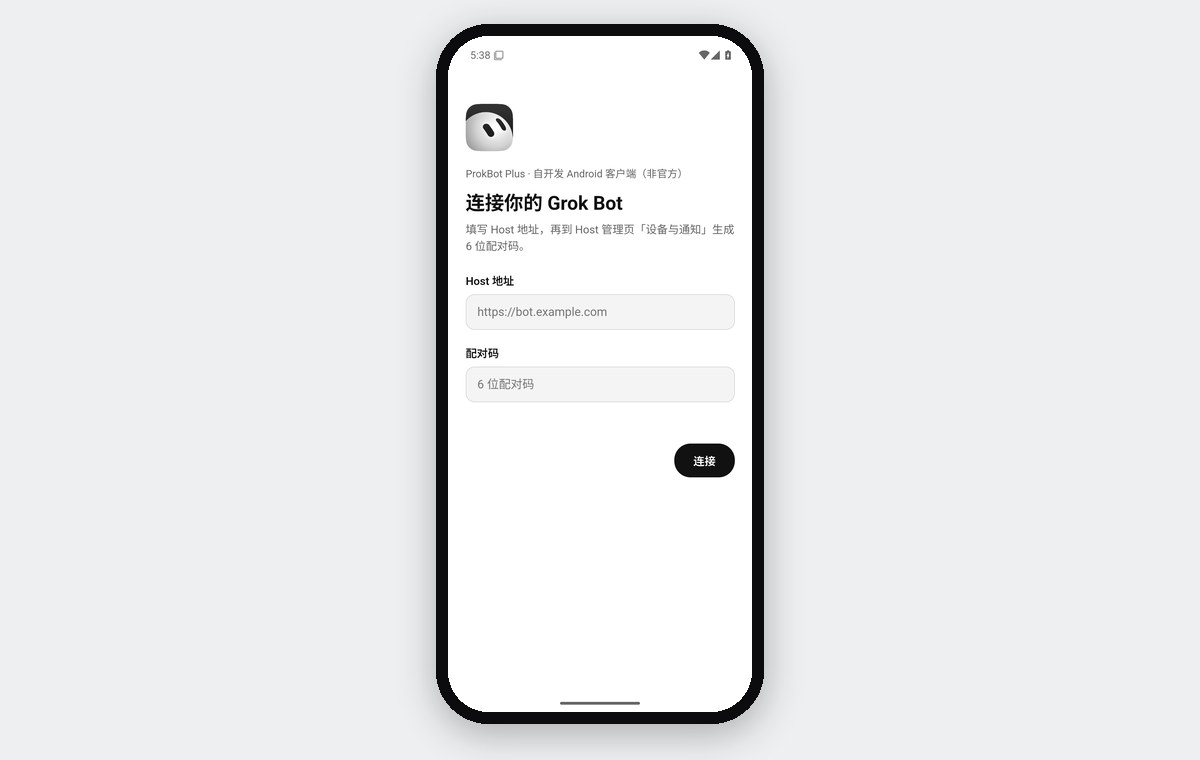 5:38
ProkBot Plus · 自开发 Android 客户端（非官方）
连接你的 Grok Bot
填写 Host 地址，再到 Host 管理页「设备与通知」生成
6 位配对码。
Host 地址
https://bot.example.com
配对码
6 位配对码
连接